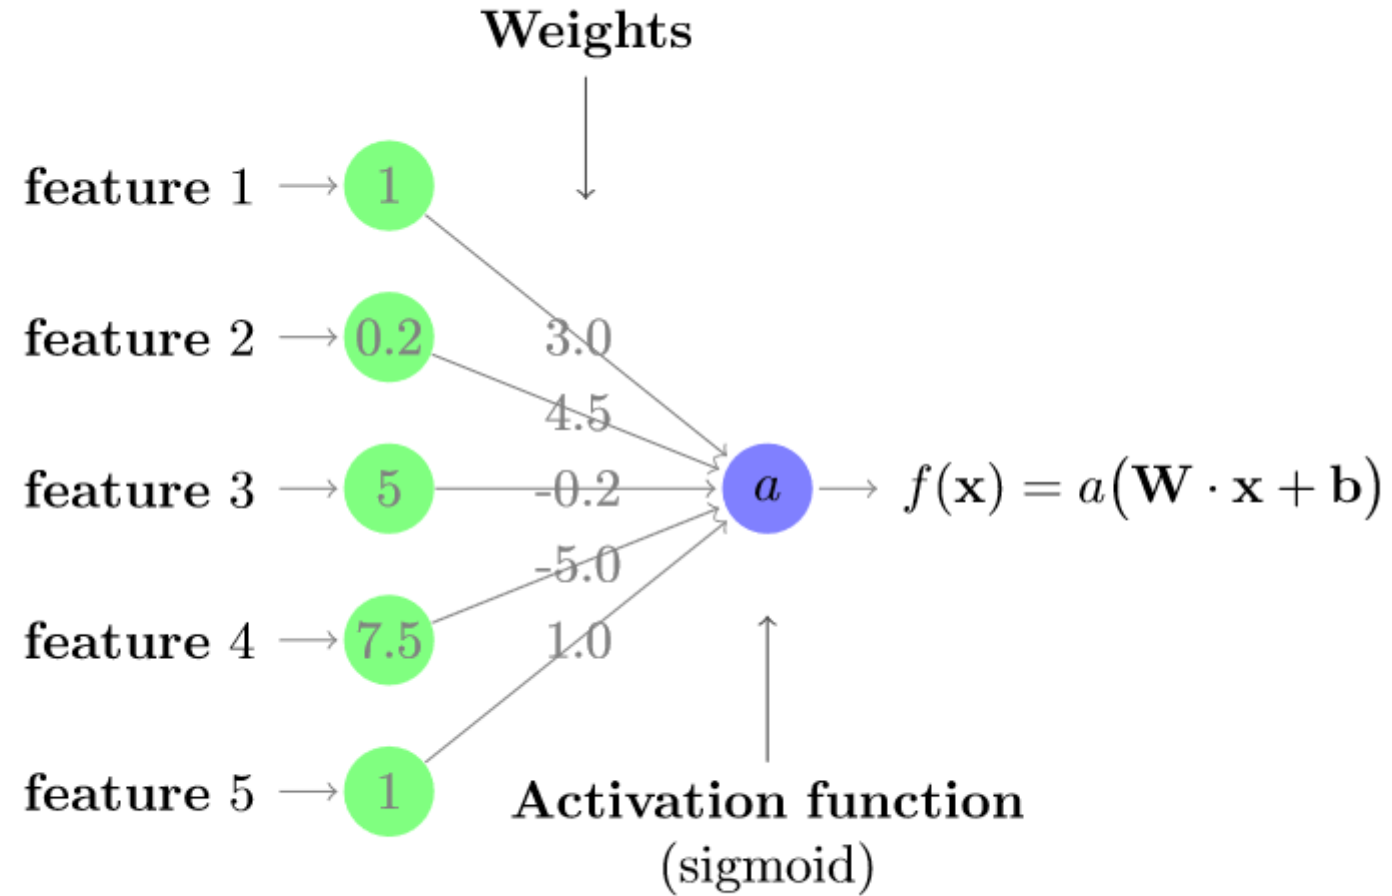 Weights
feature 1
1
feature 2
0.2
3.0
4.5
feature 3
5
-0.2
a
f(x) = a(W · x + b)
-5.0
feature 4
7.5
1.0
feature 5
1
Activation function
(sigmoid)